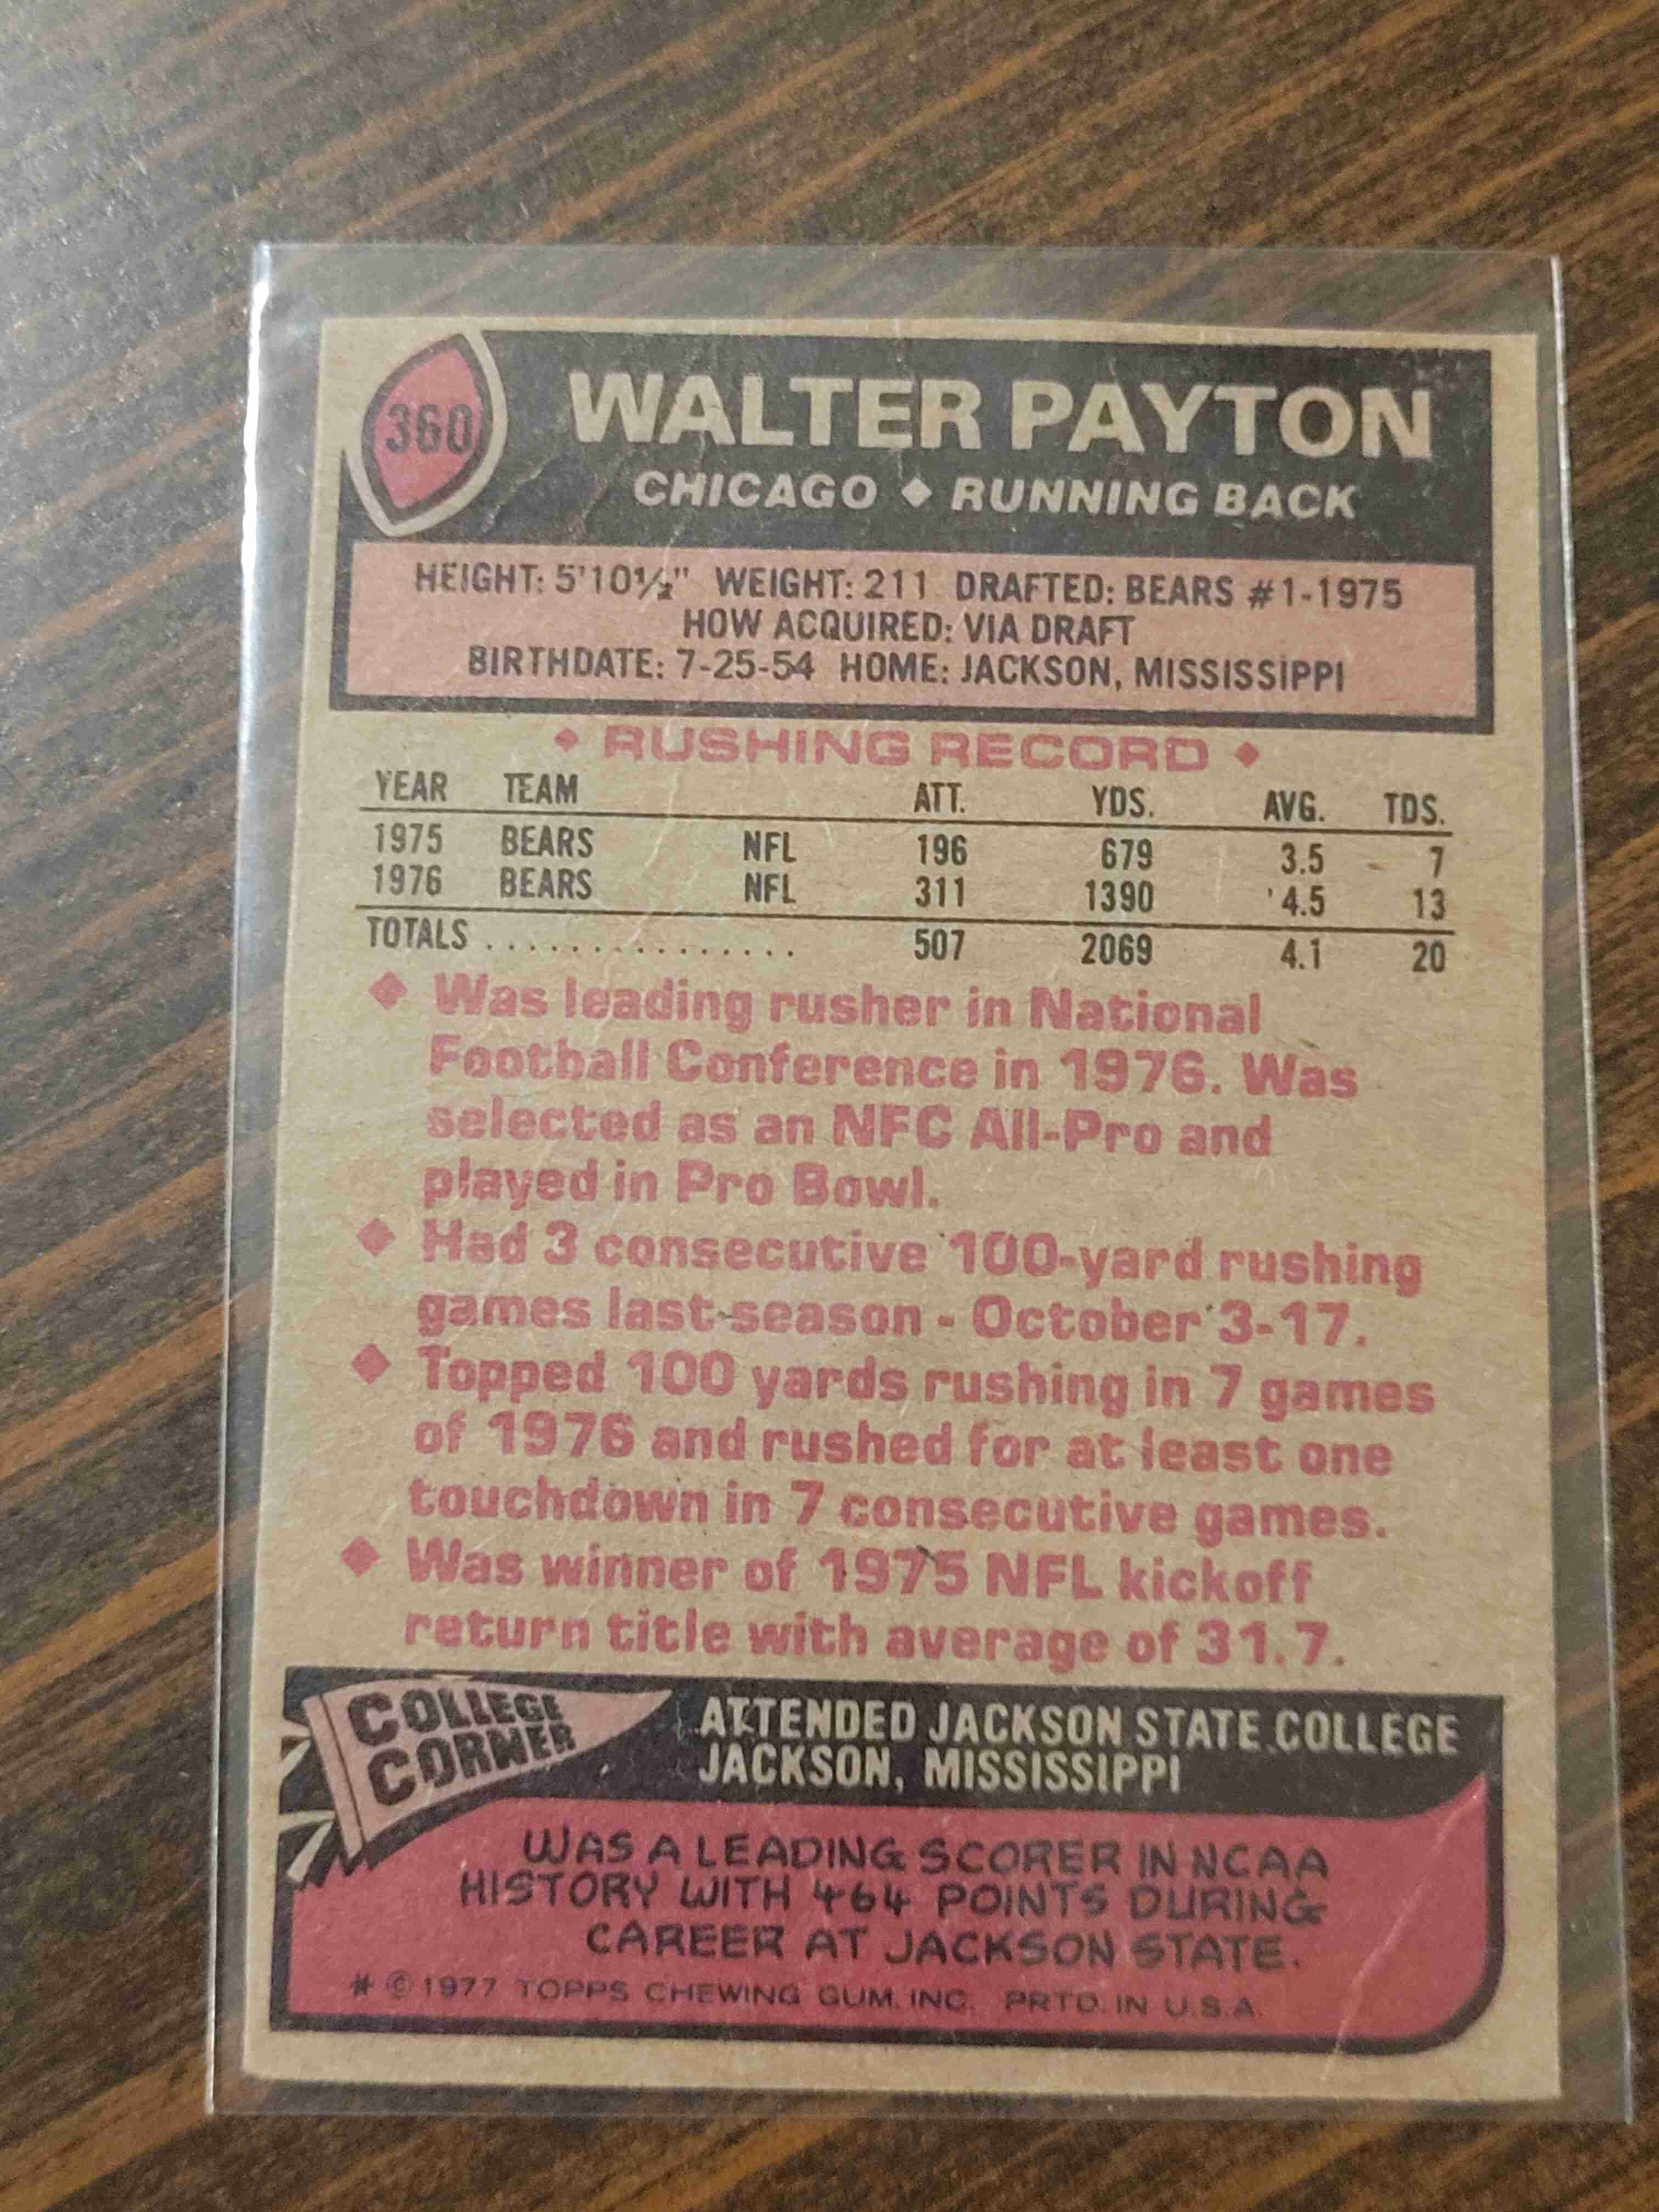 360
WALTER PAYTON
CHICAGO ♦ RUNNING BACK
HEIGHT: 5'10½" WEIGHT: 211 DRAFTED: BEARS #1-1975
HOW ACQUIRED: VIA DRAFT
BIRTHDATE: 7-25-54 HOME: JACKSON, MISSISSIPPI
♦ RUSHING RECORD ♦
YEAR TEAM ATT. YDS. AVG. TDS.
1975 BEARS NFL 196 679 3.5 7
1976 BEARS NFL 311 1390 4.5 13
TOTALS ................ 507 2069 4.1 20
♦ Was leading rusher in National
Football Conference in 1976. Was
selected as an NFC All-Pro and
played in Pro Bowl.
♦ Had 3 consecutive 100-yard rushing
games last season - October 3-17.
♦ Topped 100 yards rushing in 7 games
of 1976 and rushed for at least one
touchdown in 7 consecutive games.
♦ Was winner of 1975 NFL kickoff
return title with average of 31.7.
COLLEGE
CORNER
ATTENDED JACKSON STATE COLLEGE
JACKSON, MISSISSIPPI
WAS A LEADING SCORER IN NCAA
HISTORY WITH 464 POINTS DURING
CAREER AT JACKSON STATE.
* © 1977 TOPPS CHEWING GUM, INC. PRTD. IN U.S.A.